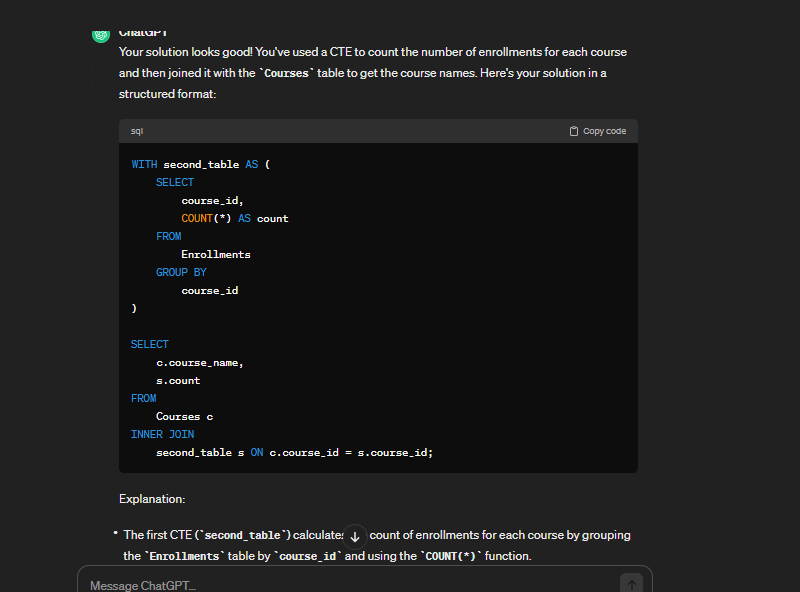 ChatGPT
Your solution looks good! You've used a CTE to count the number of enrollments for each course
and then joined it with the `Courses` table to get the course names. Here's your solution in a
structured format:
sql
Copy code
WITH second_table AS (
    SELECT
        course_id,
        COUNT(*) AS count
    FROM
        Enrollments
    GROUP BY
        course_id
)
SELECT
    c.course_name,
    s.count
FROM
    Courses c
INNER JOIN
    second_table s ON c.course_id = s.course_id;
Explanation:
• The first CTE (`second_table`) calculates count of enrollments for each course by grouping
the `Enrollments` table by `course_id` and using the `COUNT(*)` function.
Message ChatGPT...